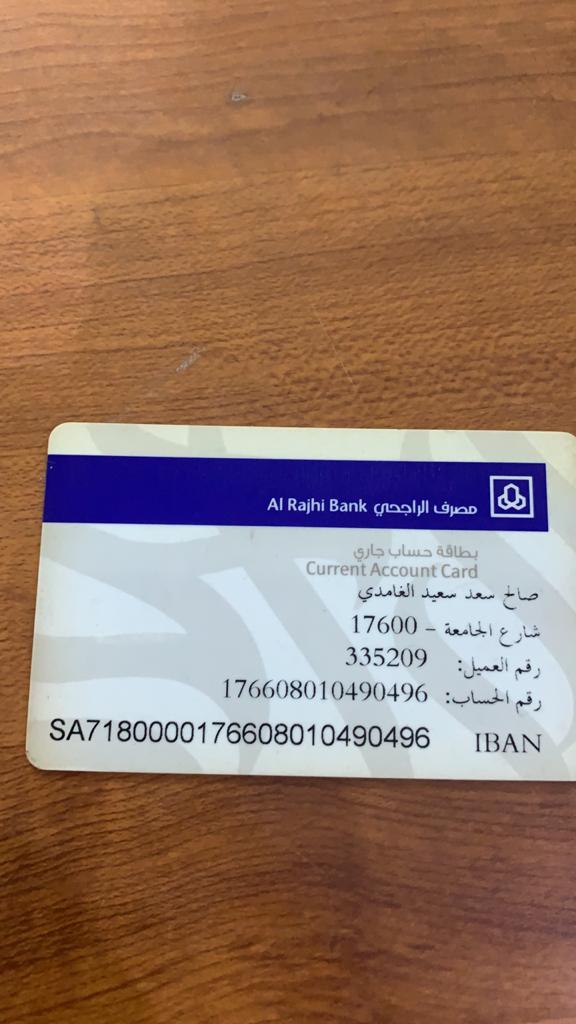 مصرف الراجحي Al Rajhi Bank
بطاقة حساب جاري
Current Account Card
صالح سعد سعيد الغامدي
شارع الجامعة - 17600
رقم العميل: 335209
رقم الحساب: 176608010490496
IBAN SA7180000176608010490496